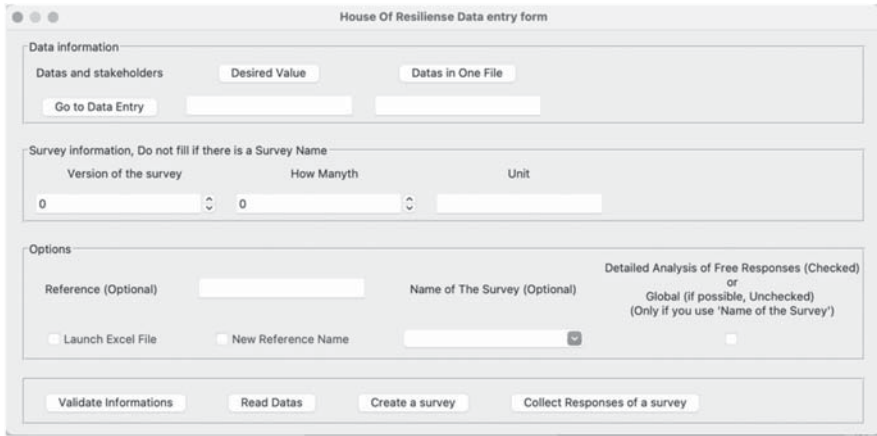 House Of Resiliense Data entry form
Data information
Datas and stakeholders
Desired Value
Datas in One File
Go to Data Entry
Survey information, Do not fill if there is a Survey Name
Version of the survey
How Manyth
Unit
0
0
Options
Detailed Analysis of Free Responses (Checked)
or
Global (if possible, Unchecked)
(Only if you use 'Name of the Survey')
Reference (Optional)
Name of The Survey (Optional)
Launch Excel File
New Reference Name
Validate Informations
Read Datas
Create a survey
Collect Responses of a survey